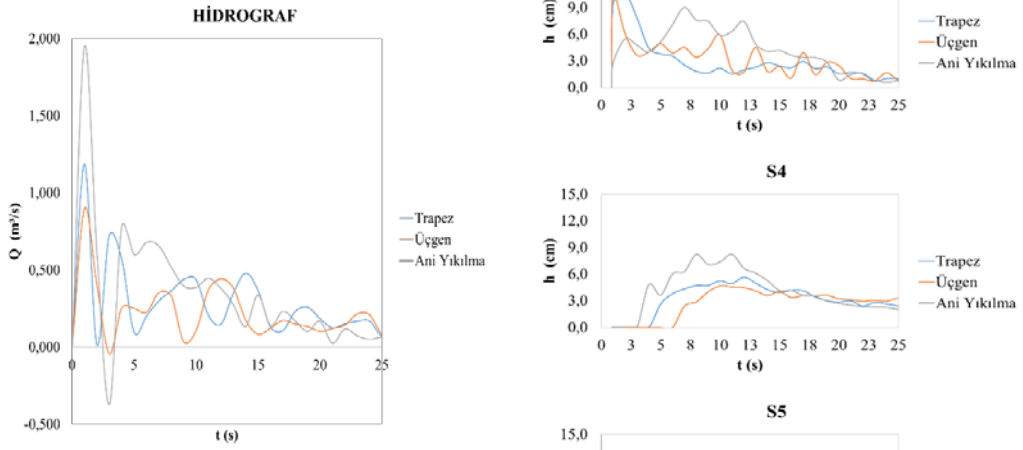 HİDROGRAF
2,000
1,500
1,000
0,500
0,000
-0,500
Q (m³/s)
0 5 10 15 20 25
t (s)
Trapez
Üçgen
Ani Yıkılma
9,0
6,0
3,0
0,0
h (cm)
0 3 5 8 10 13 15 18 20 23 25
t (s)
Trapez
Üçgen
Ani Yıkılma
S4
15,0
12,0
9,0
6,0
3,0
0,0
h (cm)
0 3 5 8 10 13 15 18 20 23 25
t (s)
Trapez
Üçgen
Ani Yıkılma
S5
15,0